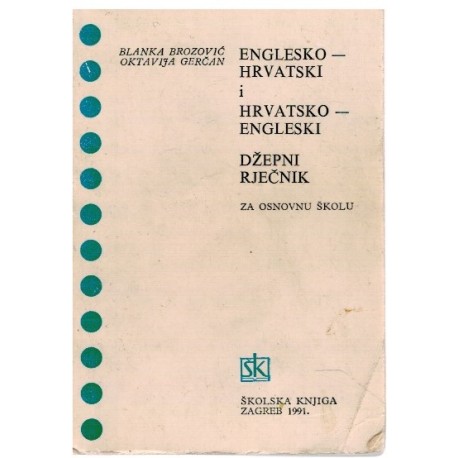 BLANKA BROZOVIĆ
OKTAVIJA GERČAN
ENGLESKO —
HRVATSKI
i
HRVATSKO —
ENGLESKI
DŽEPNI
RJEČNIK
ZA OSNOVNU ŠKOLU
ŠK
ŠKOLSKA KNJIGA
ZAGREB 1991.